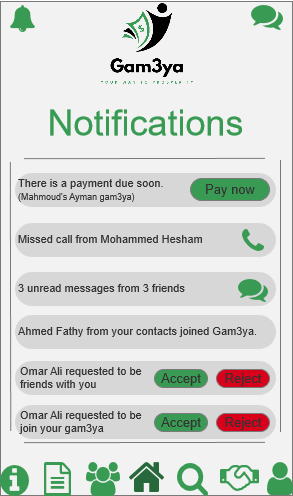 Gam3ya
Notifications
There is a payment due soon.
(Mahmoud's Ayman gam3ya)
Pay now
Missed call from Mohammed Hesham
3 unread messages from 3 friends
Ahmed Fathy from your contacts joined Gam3ya.
Omar Ali requested to be
friends with you
Accept
Reject
Omar Ali requested to be
join your gam3ya
Accept
Reject